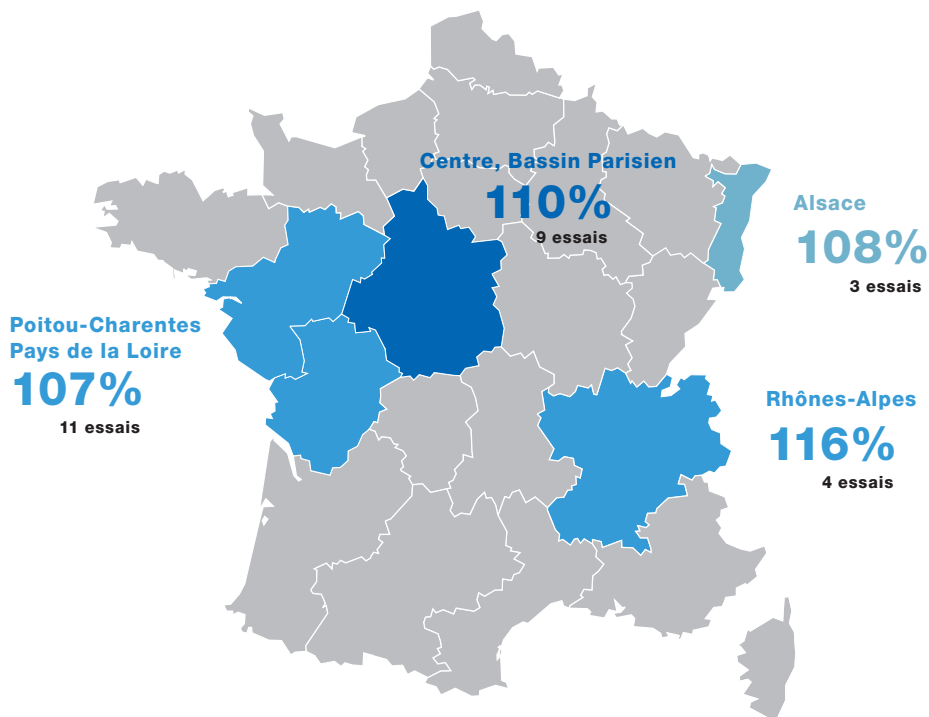 Centre, Bassin Parisien
110%
9 essais
Alsace
108%
3 essais
Poitou-Charentes
Pays de la Loire
107%
11 essais
Rhônes-Alpes
116%
4 essais